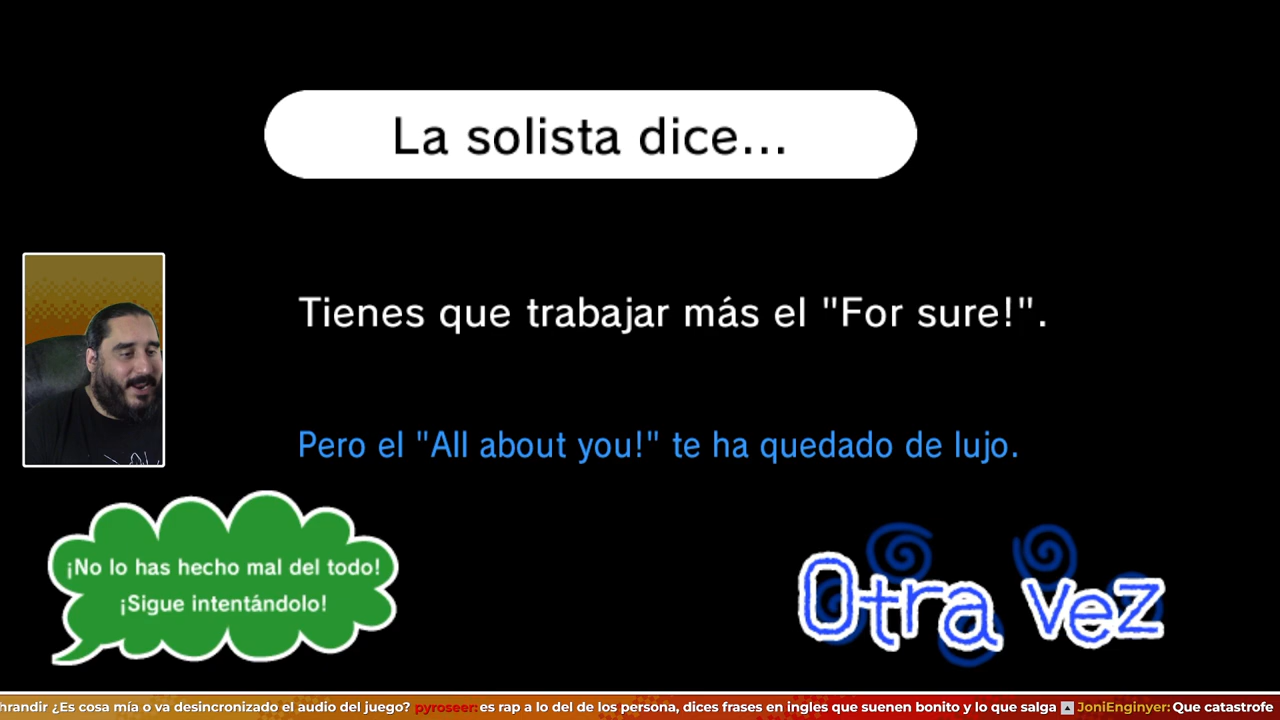 La solista dice...
Tienes que trabajar más el "For sure!".
Pero el "All about you!" te ha quedado de lujo.
¡No lo has hecho mal del todo!
¡Sigue intentándolo!
Otra vez
hrandir ¿Es cosa mía o va desincronizado el audio del juego? pyroseer: es rap a lo del de los persona, dices frases en ingles que suenen bonito y lo que salga JoniEnginyer: Que catastrofe